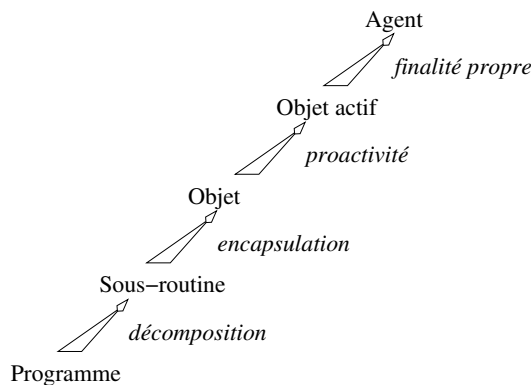 Agent
finalité propre
Objet actif
proactivité
Objet
encapsulation
Sous−routine
décomposition
Programme